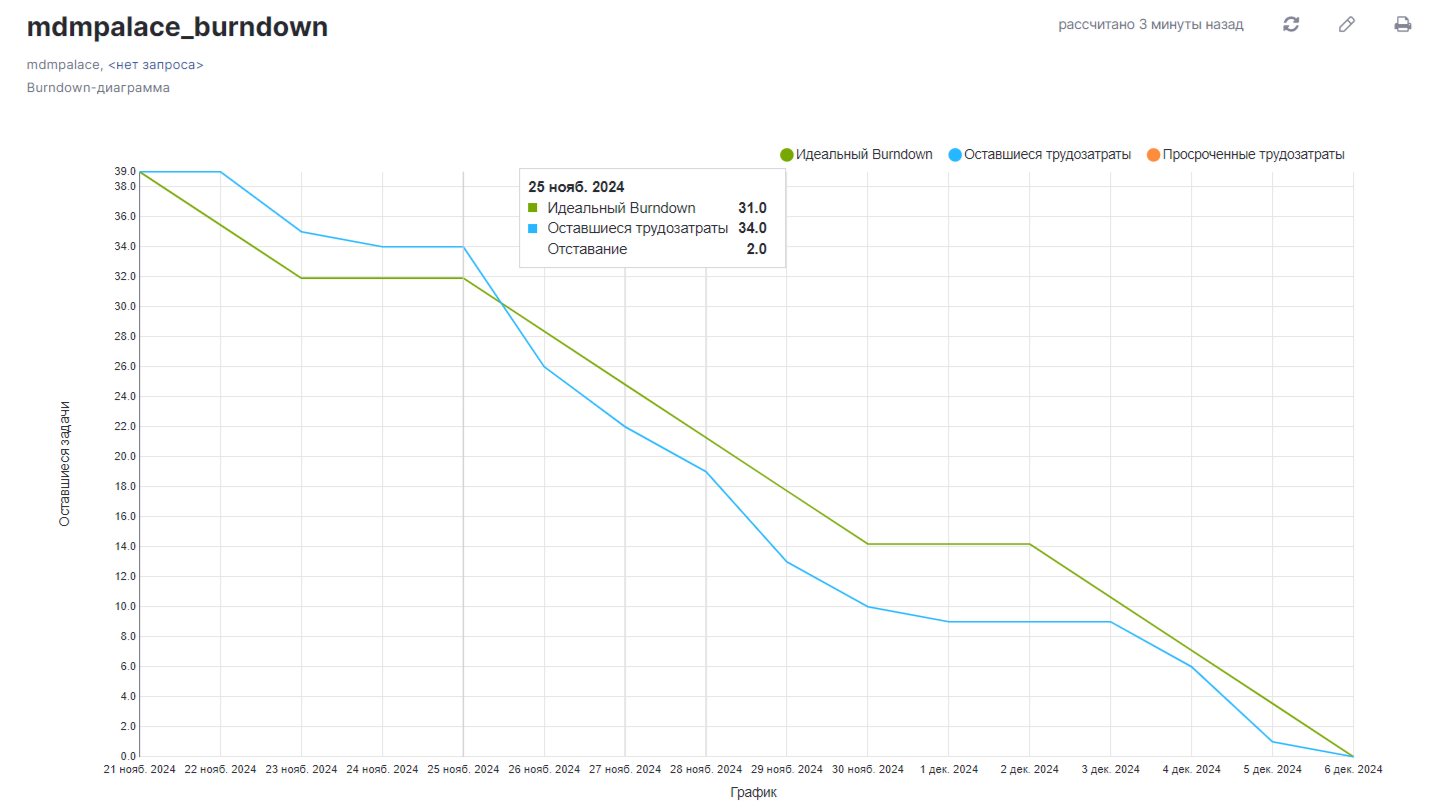 mdmpalace_burndown
рассчитано 3 минуты назад
mdmpalace, <нет запроса>
Burndown-диаграмма
Идеальный Burndown
Оставшиеся трудозатраты
Просроченные трудозатраты
25 нояб. 2024
Идеальный Burndown 31.0
Оставшиеся трудозатраты 34.0
Отставание 2.0
Оставшиеся задачи
39.0
38.0
36.0
34.0
32.0
30.0
28.0
26.0
24.0
22.0
20.0
18.0
16.0
14.0
12.0
10.0
8.0
6.0
4.0
2.0
0.0
21 нояб. 2024
22 нояб. 2024
23 нояб. 2024
24 нояб. 2024
25 нояб. 2024
26 нояб. 2024
27 нояб. 2024
28 нояб. 2024
29 нояб. 2024
30 нояб. 2024
1 дек. 2024
2 дек. 2024
3 дек. 2024
4 дек. 2024
5 дек. 2024
6 дек. 2024
График